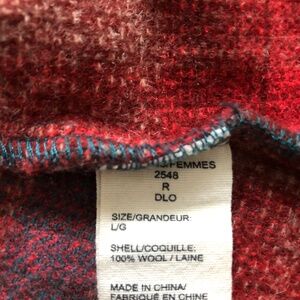 /FEMMES
2548
R
DLO
SIZE/GRANDEUR:
L/G
SHELL/COQUILLE:
100% WOOL / LAINE
MADE IN CHINA/
FABRIQUÉ EN CHINE